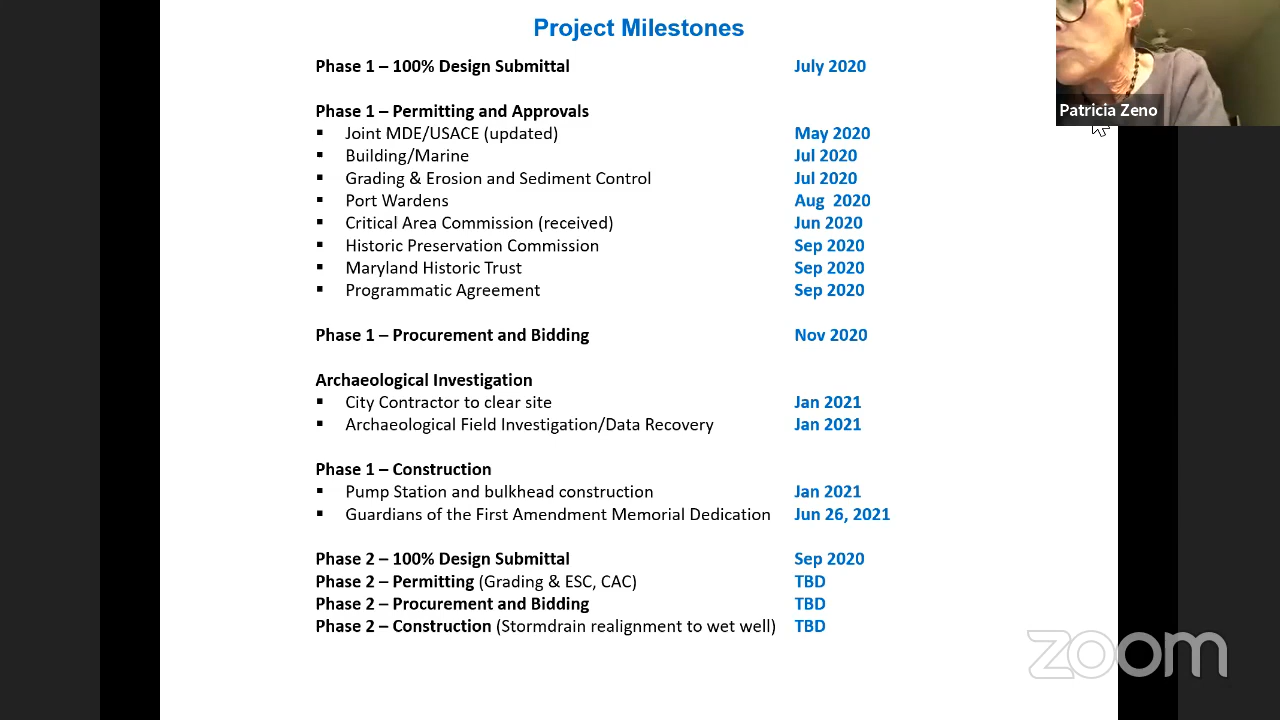 Project Milestones
Phase 1 – 100% Design Submittal July 2020
Phase 1 – Permitting and Approvals
▪ Joint MDE/USACE (updated) May 2020
▪ Building/Marine Jul 2020
▪ Grading & Erosion and Sediment Control Jul 2020
▪ Port Wardens Aug 2020
▪ Critical Area Commission (received) Jun 2020
▪ Historic Preservation Commission Sep 2020
▪ Maryland Historic Trust Sep 2020
▪ Programmatic Agreement Sep 2020
Phase 1 – Procurement and Bidding Nov 2020
Archaeological Investigation
▪ City Contractor to clear site Jan 2021
▪ Archaeological Field Investigation/Data Recovery Jan 2021
Phase 1 – Construction
▪ Pump Station and bulkhead construction Jan 2021
▪ Guardians of the First Amendment Memorial Dedication Jun 26, 2021
Phase 2 – 100% Design Submittal Sep 2020
Phase 2 – Permitting (Grading & ESC, CAC) TBD
Phase 2 – Procurement and Bidding TBD
Phase 2 – Construction (Stormdrain realignment to wet well) TBD
Patricia Zeno
zoom